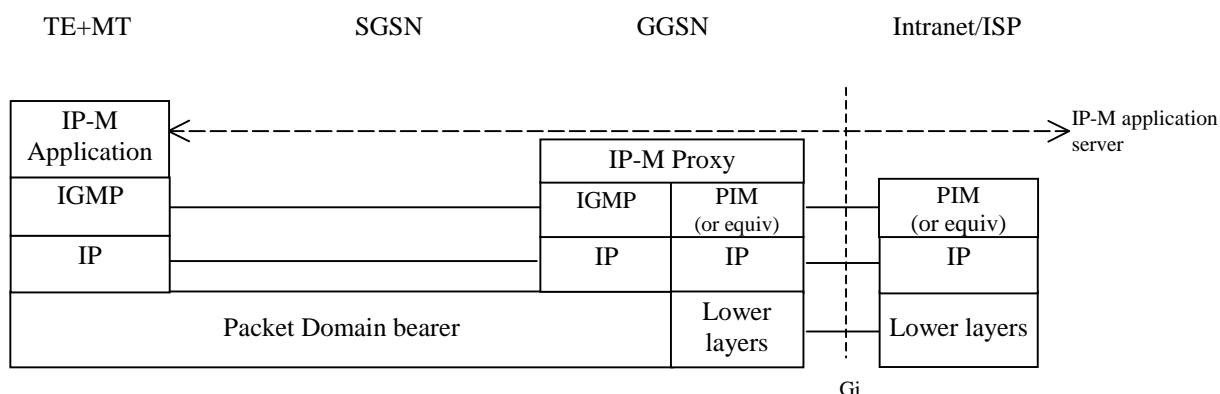 TE+MT SGSN GGSN Intranet/ISP
IP-M
Application
IP-M application
server
IP-M Proxy
IGMP IGMP PIM
(or equiv) PIM
(or equiv)
IP IP IP IP
Packet Domain bearer Lower
layers Lower layers
Gi